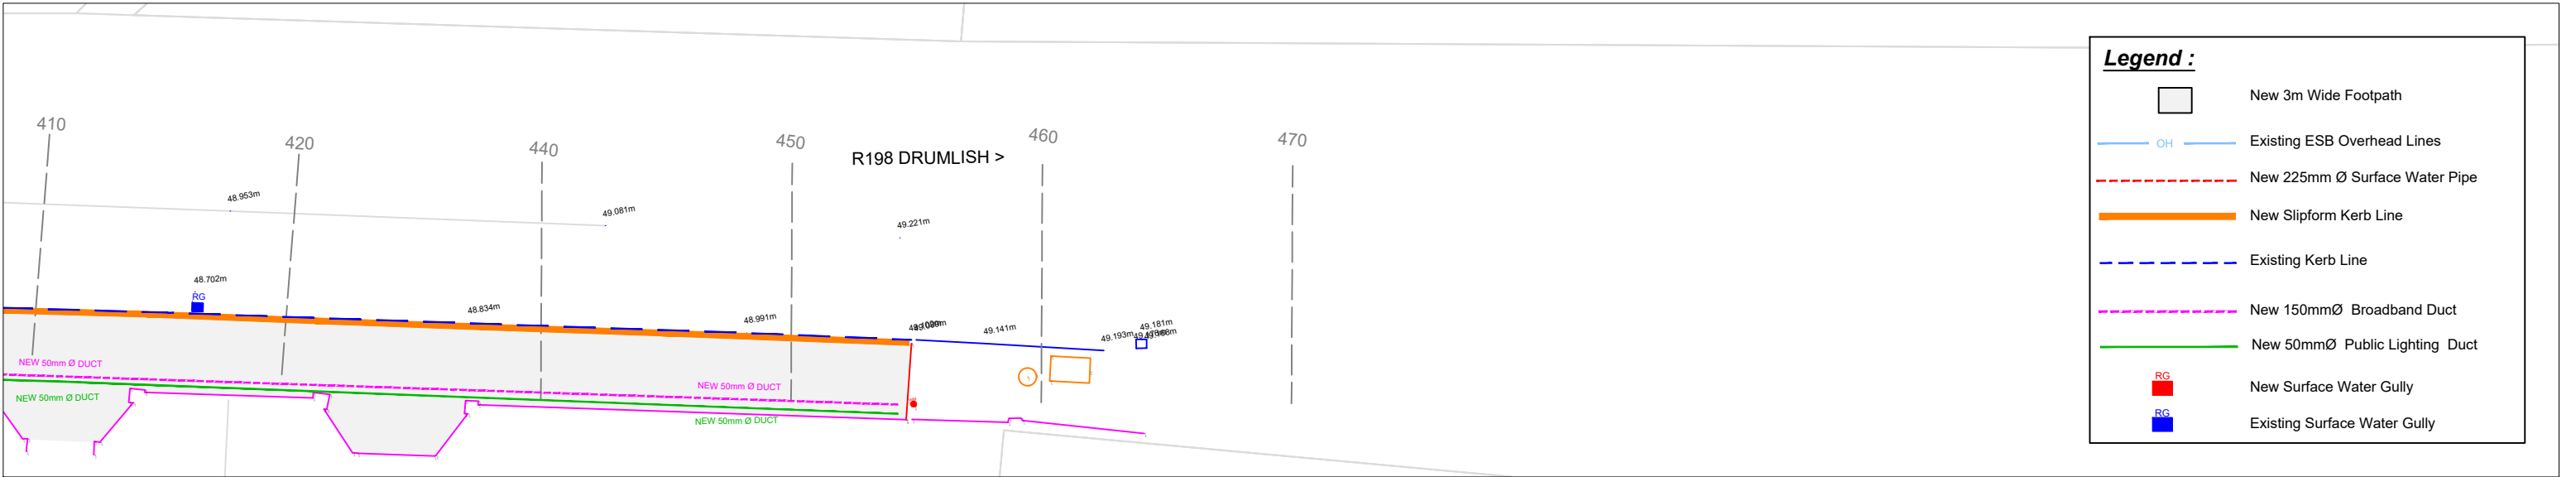 410
420
440
450
460
470
R198 DRUMLISH >
48.953m
49.081m
49.221m
48.702m
RG
48.834m
48.991m
49.141m
49.193m
49.181m
NEW 50mm Ø DUCT
NEW 50mm Ø DUCT
NEW 50mm Ø DUCT
NEW 50mm Ø DUCT
Legend :
New 3m Wide Footpath
OH
Existing ESB Overhead Lines
New 225mm Ø Surface Water Pipe
New Slipform Kerb Line
Existing Kerb Line
New 150mmØ Broadband Duct
New 50mmØ Public Lighting Duct
RG
New Surface Water Gully
RG
Existing Surface Water Gully